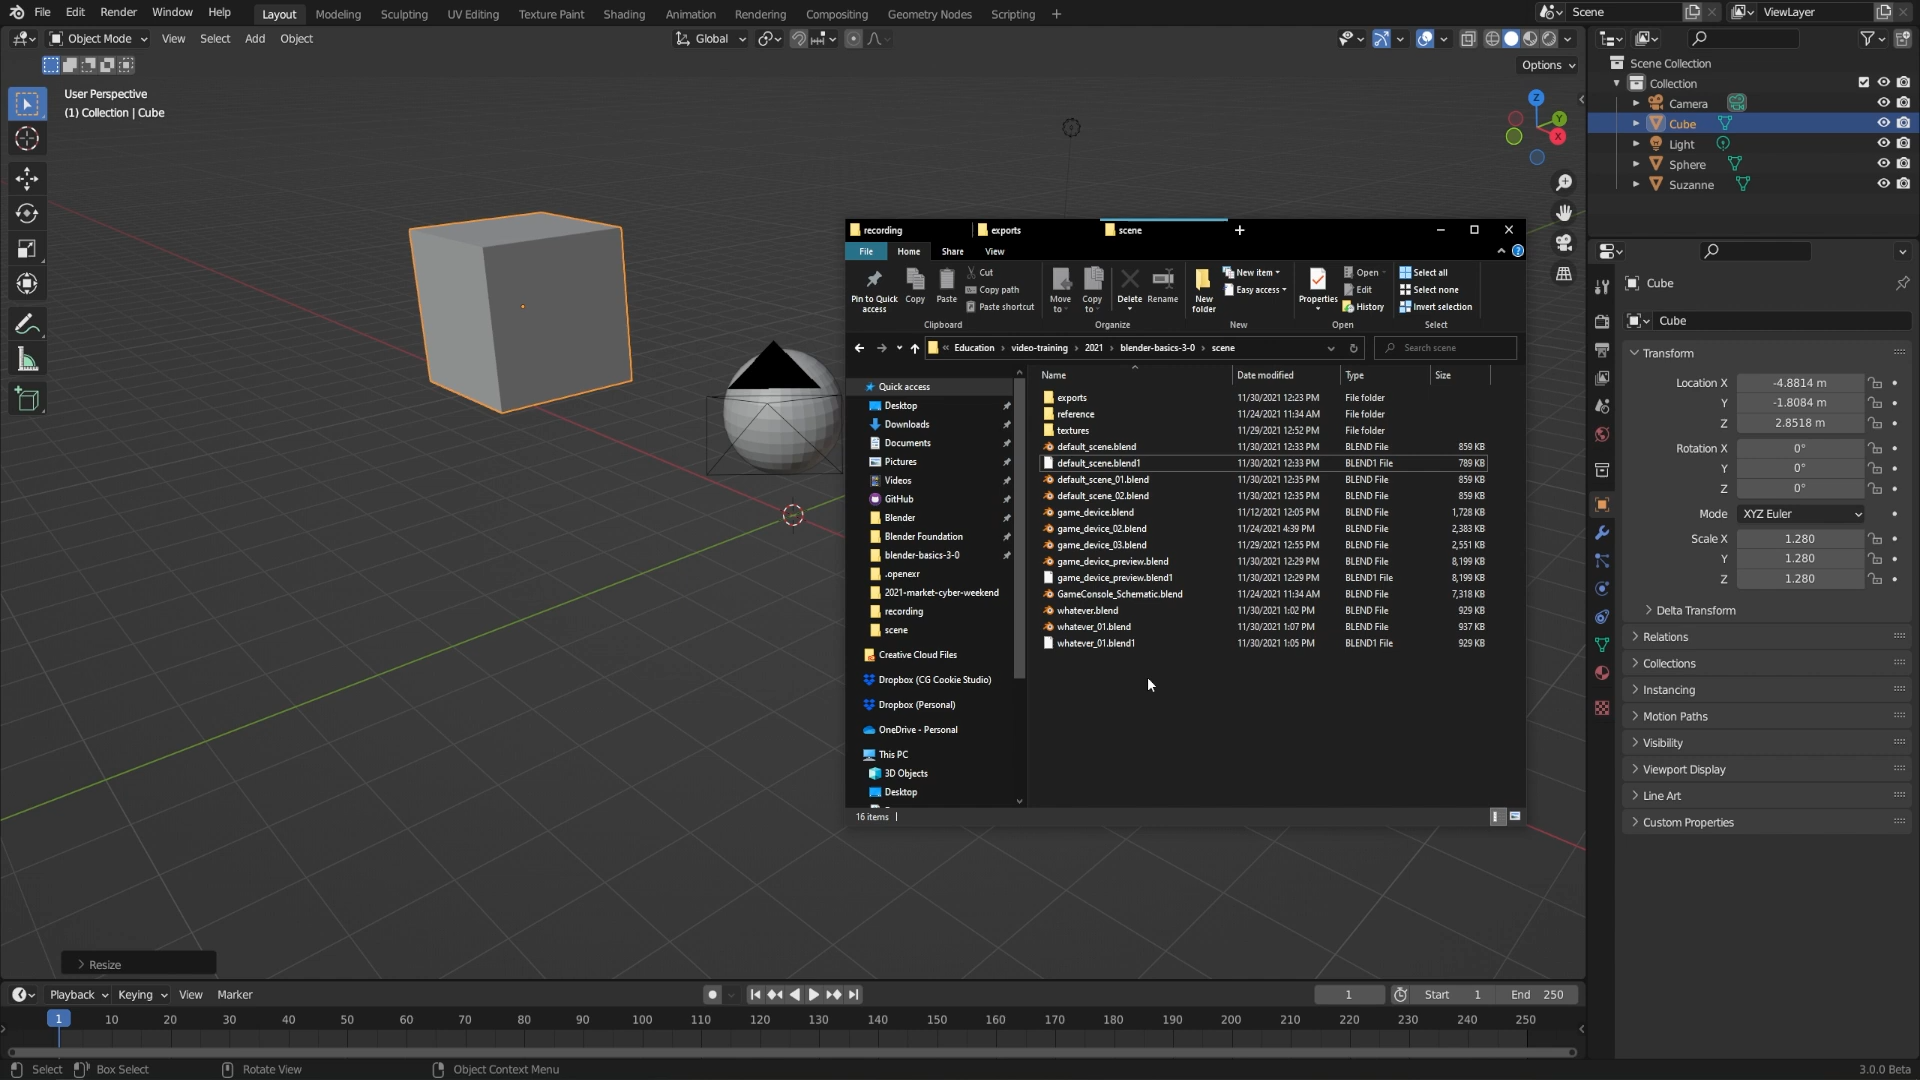 File Edit Render Window Help Layout Modeling Sculpting UV Editing Texture Paint Shading Animation Rendering Compositing Geometry Nodes Scripting + Scene ViewLayer
Object Mode View Select Add Object Global
Options
User Perspective
(1) Collection | Cube
Z
Y
X
Scene Collection
Collection
Camera
Cube
Light
Sphere
Suzanne
recording exports scene +
File Home Share View
Pin to Quick access Copy Paste Cut Copy path Paste shortcut
Move to Copy to Delete Rename New folder New item Easy access
Properties Open Edit History Select all Select none Invert selection
Clipboard Organize New Open Select
« Education › video-training › 2021 › blender-basics-3-0 › scene Search scene
Quick access
Desktop
Downloads
Documents
Pictures
Videos
GitHub
Blender
Blender Foundation
blender-basics-3-0
.openexr
2021-market-cyber-weekend
recording
scene
Creative Cloud Files
Dropbox (CG Cookie Studio)
Dropbox (Personal)
OneDrive - Personal
This PC
3D Objects
Desktop
Name Date modified Type Size
exports 11/30/2021 12:23 PM File folder
reference 11/24/2021 11:34 AM File folder
textures 11/29/2021 12:52 PM File folder
default_scene.blend 11/30/2021 12:33 PM BLEND File 859 KB
default_scene.blend1 11/30/2021 12:33 PM BLEND1 File 789 KB
default_scene_01.blend 11/30/2021 12:35 PM BLEND File 859 KB
default_scene_02.blend 11/30/2021 12:35 PM BLEND File 859 KB
game_device.blend 11/12/2021 12:05 PM BLEND File 1,728 KB
game_device_02.blend 11/24/2021 4:39 PM BLEND File 2,383 KB
game_device_03.blend 11/29/2021 12:55 PM BLEND File 2,551 KB
game_device_preview.blend 11/30/2021 12:29 PM BLEND File 8,199 KB
game_device_preview.blend1 11/30/2021 12:29 PM BLEND1 File 8,199 KB
GameConsole_Schematic.blend 11/24/2021 11:34 AM BLEND File 7,318 KB
whatever.blend 11/30/2021 1:02 PM BLEND File 929 KB
whatever_01.blend 11/30/2021 1:07 PM BLEND File 937 KB
whatever_01.blend1 11/30/2021 1:05 PM BLEND1 File 929 KB
16 items
Cube
Cube
Transform
Location X -4.8814 m
Y -1.8084 m
Z 2.8518 m
Rotation X 0°
Y 0°
Z 0°
Mode XYZ Euler
Scale X 1.280
Y 1.280
Z 1.280
Delta Transform
Relations
Collections
Instancing
Motion Paths
Visibility
Viewport Display
Line Art
Custom Properties
Resize
Playback Keying View Marker 1 Start 1 End 250
1 10 20 30 40 50 60 70 80 90 100 110 120 130 140 150 160 170 180 190 200 210 220 230 240 250
Select Box Select Rotate View Object Context Menu 3.0.0 Beta